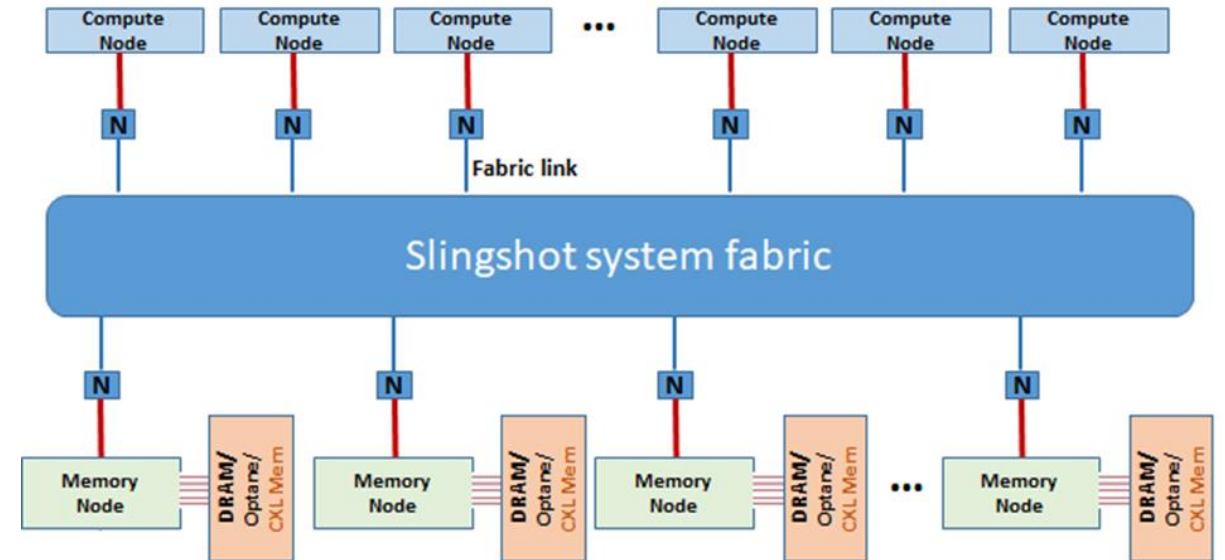 Compute
Node
Compute
Node
Compute
Node
...
Compute
Node
Compute
Node
Compute
Node
N
N
N
N
N
N
Fabric link
Slingshot system fabric
N
N
N
N
Memory
Node
DRAM/
Optane/
CXL Mem
Memory
Node
DRAM/
Optane/
CXL Mem
Memory
Node
DRAM/
Optane/
CXL Mem
...
Memory
Node
DRAM/
Optane/
CXL Mem